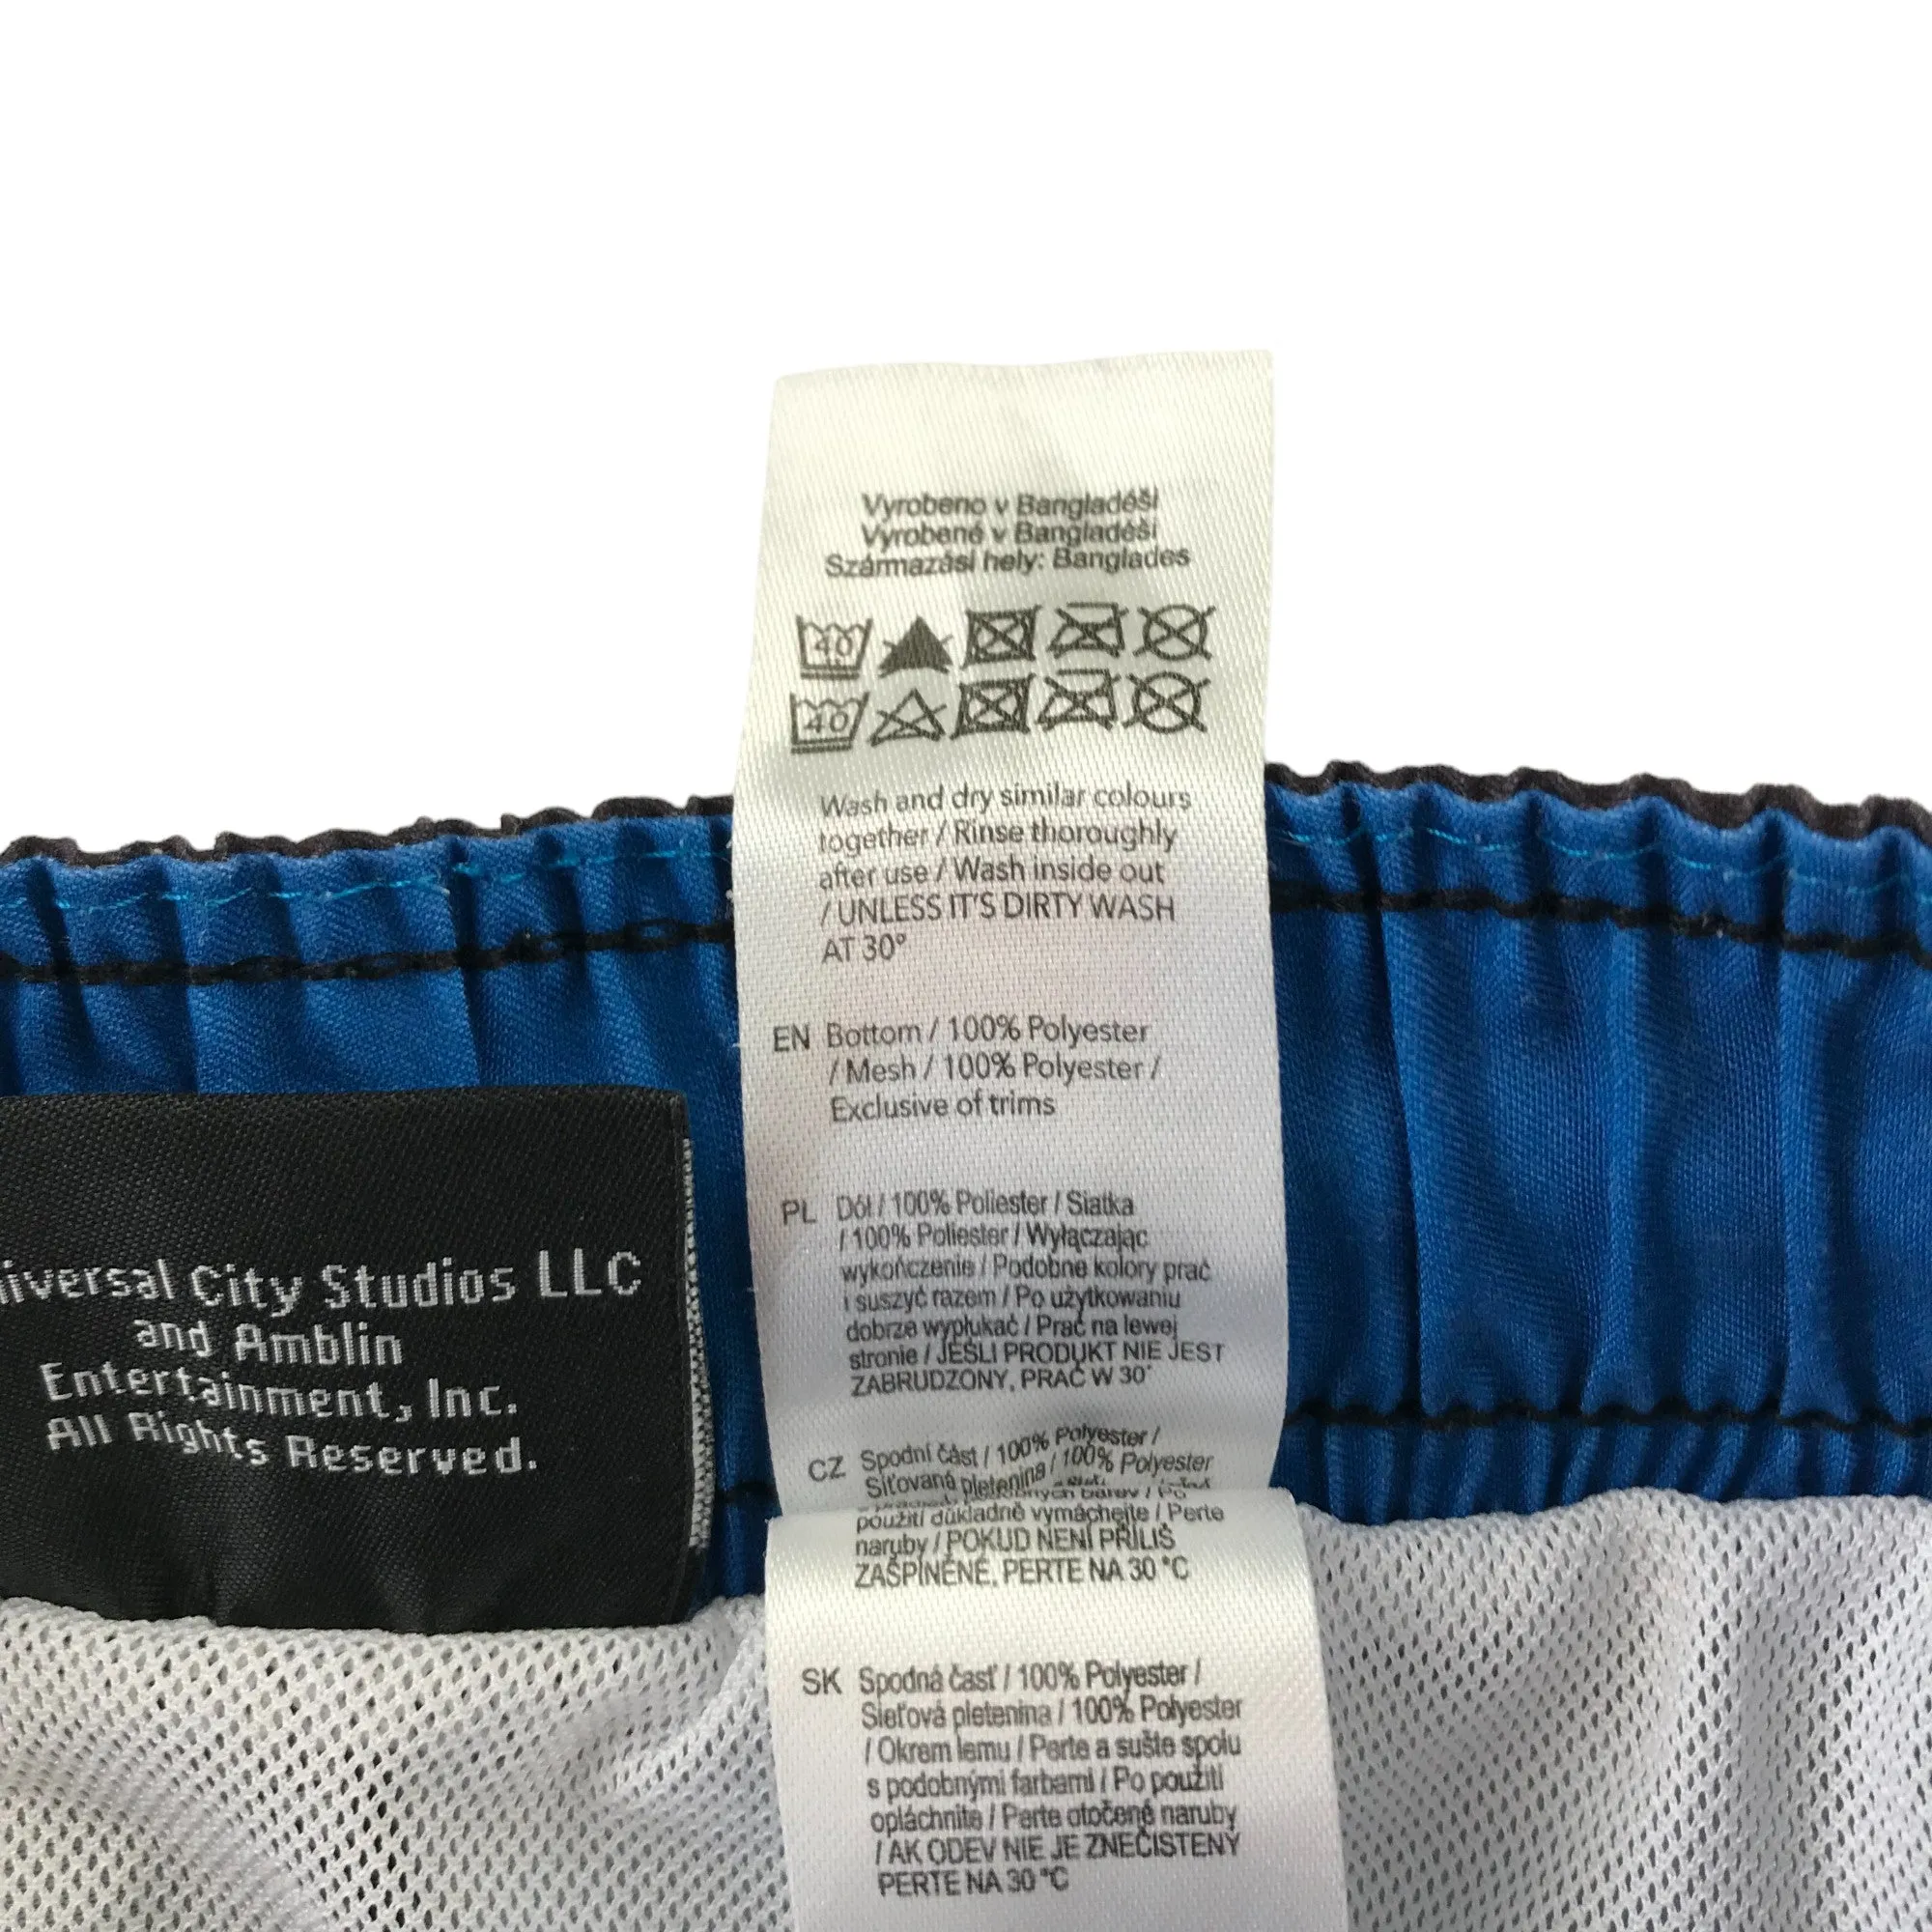 Vyrobeno v Bangladéši
Vyrobené v Bangladéši
Származási hely: Banglades
40
40
Wash and dry similar colours
together / Rinse thoroughly
after use / Wash inside out
/ UNLESS IT'S DIRTY WASH
AT 30°
EN Bottom / 100% Polyester
/ Mesh / 100% Polyester /
Exclusive of trims
PL Dół / 100% Poliester / Siatka
/ 100% Poliester / Wyłączając
wykończenie / Podobne kolory prać
i suszyć razem / Po użytkowaniu
dobrze wypłukać / Prać na lewej
stronie / JEŚLI PRODUKT NIE JEST
ZABRUDZONY, PRAĆ W 30°
CZ Spodní část / 100% Polyester /
Síťovaná pletenina / 100% Polyester
barev / Po
použití důkladně vymáchejte / Perte
naruby / POKUD NENÍ PŘÍLIŠ
ZAŠPINĚNÉ, PERTE NA 30 °C
SK Spodná časť / 100% Polyester /
Sieťová pletenina / 100% Polyester
/ Okrem lemu / Perte a sušte spolu
s podobnými farbami / Po použití
opláchnite / Perte otočené naruby
/ AK ODEV NIE JE ZNEČISTENÝ
PERTE NA 30 °C
iversal City Studios LLC
and Amblin
Entertainment, Inc.
All Rights Reserved.